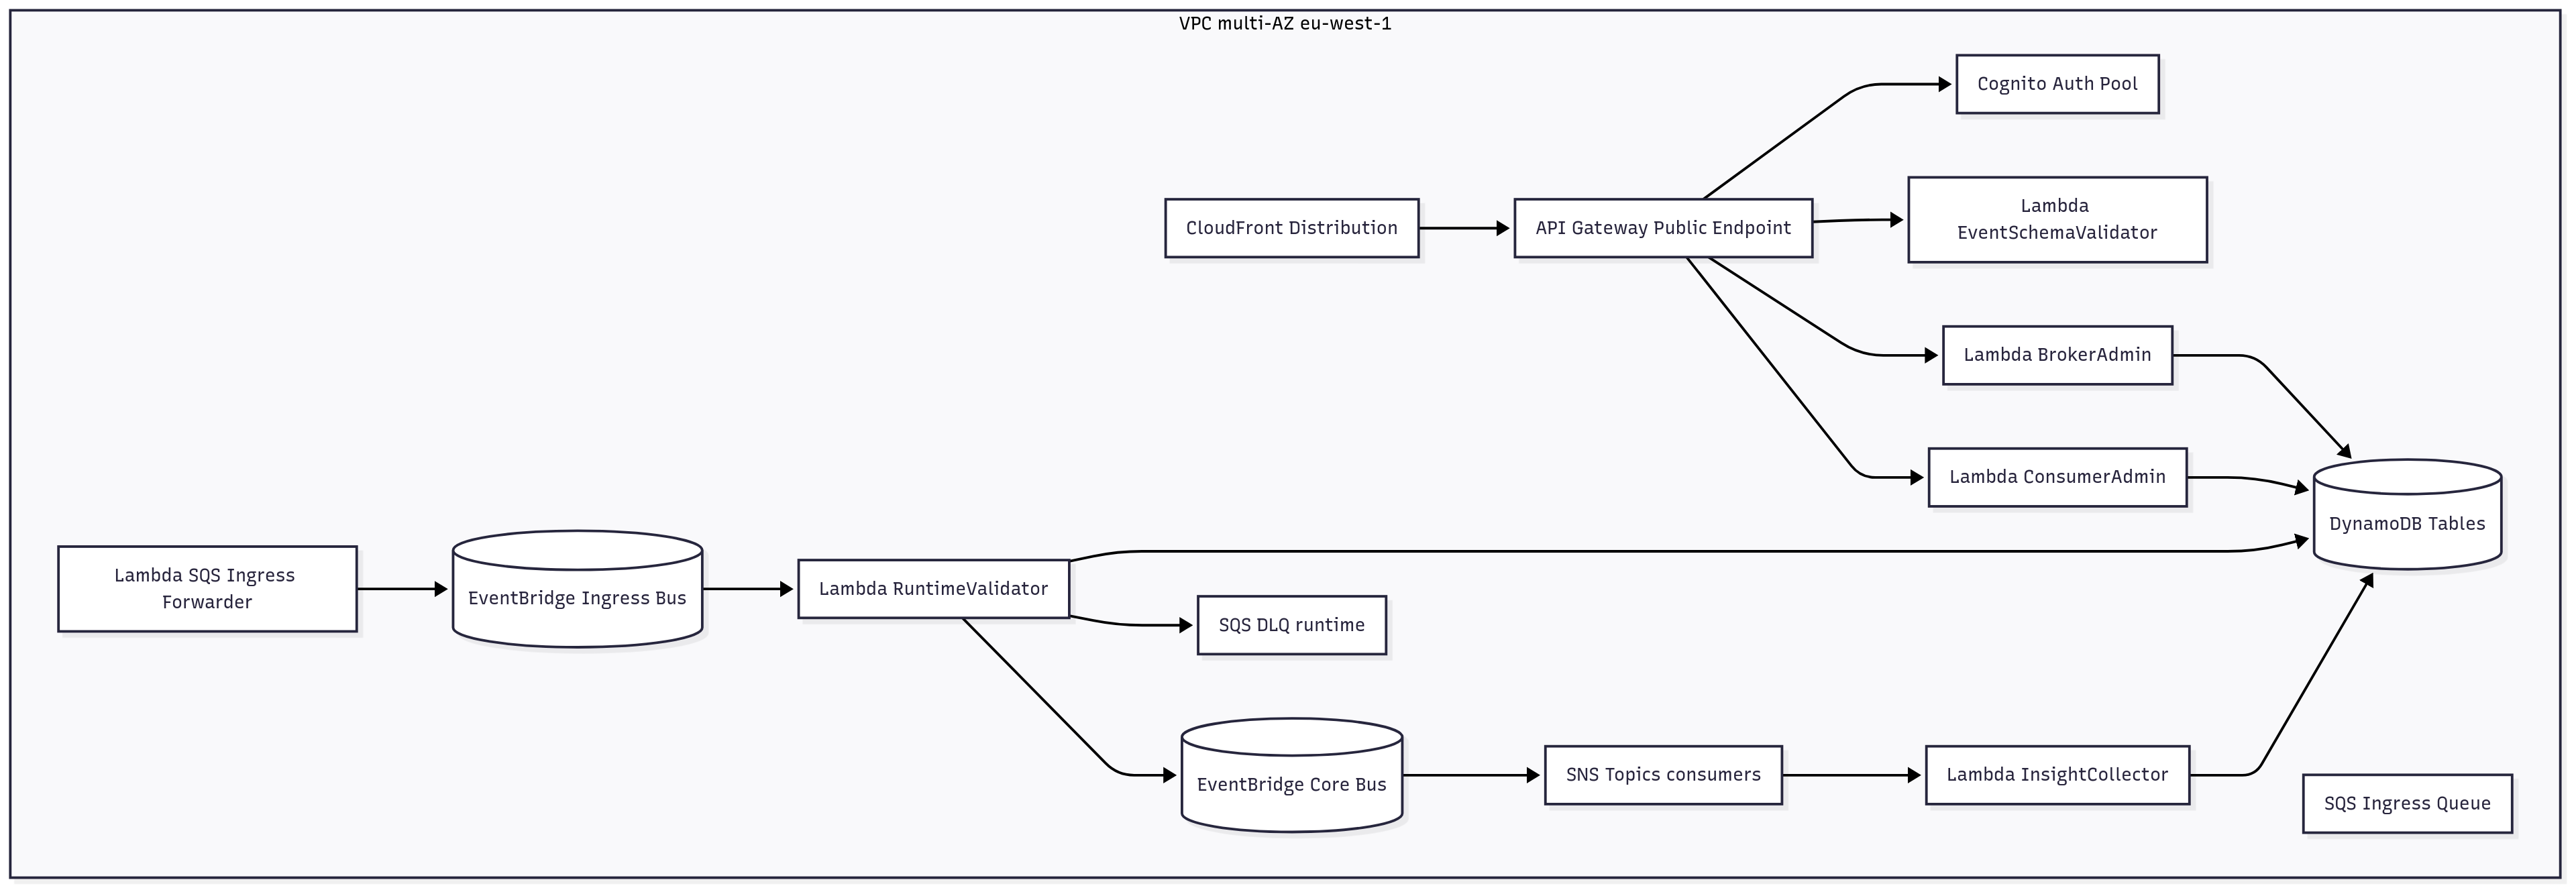 VPC multi-AZ eu-west-1
Cognito Auth Pool
CloudFront Distribution
API Gateway Public Endpoint
Lambda
EventSchemaValidator
Lambda BrokerAdmin
Lambda ConsumerAdmin
DynamoDB Tables
Lambda SQS Ingress
Forwarder
EventBridge Ingress Bus
Lambda RuntimeValidator
SQS DLQ runtime
EventBridge Core Bus
SNS Topics consumers
Lambda InsightCollector
SQS Ingress Queue